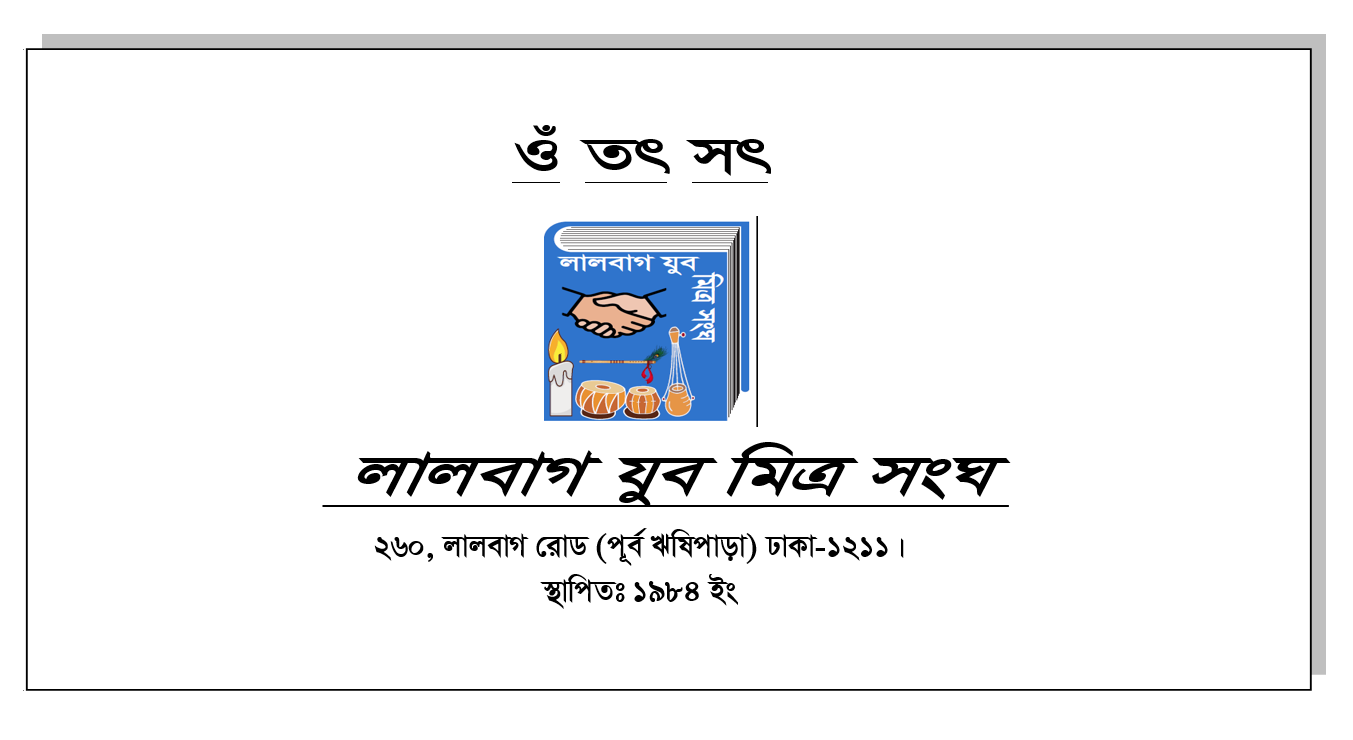 ওঁ তৎ সৎ
লালবাগ যুব
মিত্র সংঘ
লালবাগ যুব মিত্র সংঘ
২৬০, লালবাগ রোড (পূর্ব ঋষিপাড়া) ঢাকা-১২১১।
স্থাপিতঃ ১৯৮৪ ইং